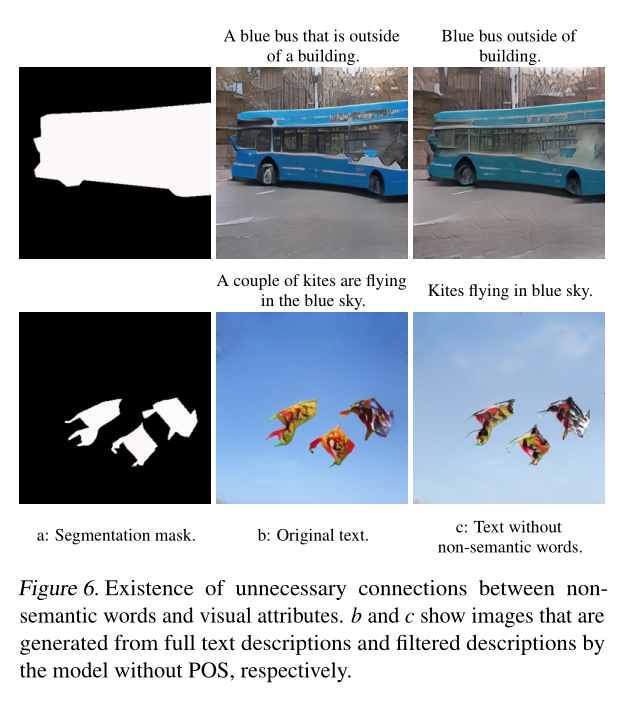 A blue bus that is outside
of a building.
Blue bus outside of
building.
A couple of kites are flying
in the blue sky.
Kites flying in blue sky.
a: Segmentation mask.
b: Original text.
c: Text without
non-semantic words.
Figure 6. Existence of unnecessary connections between non-
semantic words and visual attributes. b and c show images that are
generated from full text descriptions and filtered descriptions by
the model without POS, respectively.